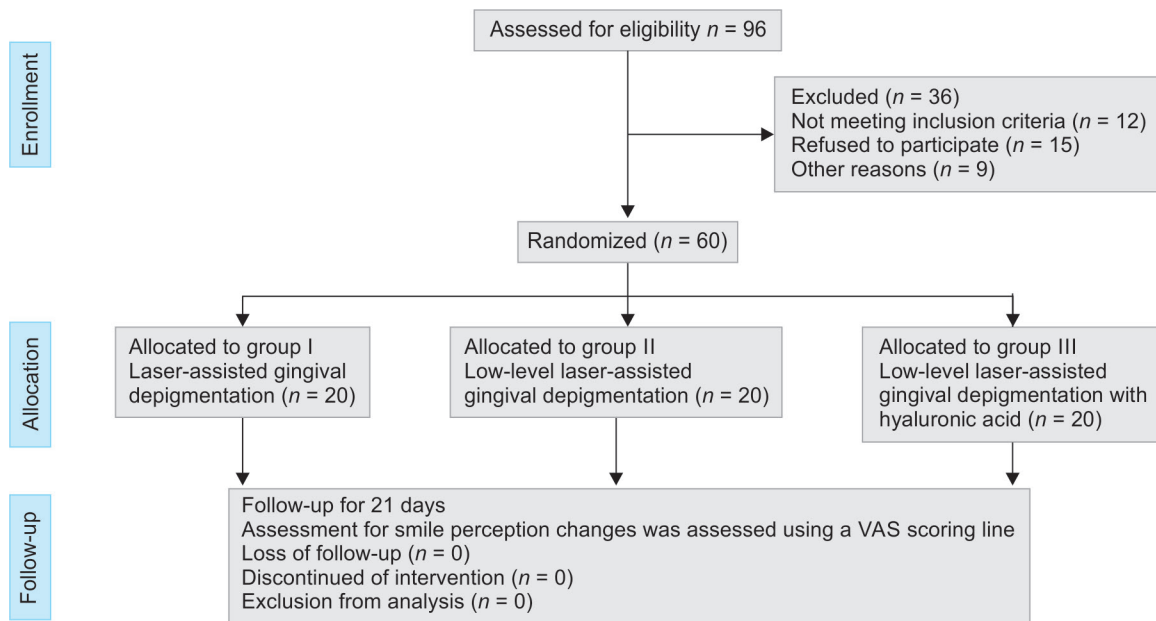 Enrollment
Assessed for eligibility n = 96
Excluded (n = 36)
Not meeting inclusion criteria (n = 12)
Refused to participate (n = 15)
Other reasons (n = 9)
Randomized (n = 60)
Allocation
Allocated to group I
Laser-assisted gingival
depigmentation (n = 20)
Allocated to group II
Low-level laser-assisted
gingival depigmentation (n = 20)
Allocated to group III
Low-level laser-assisted
gingival depigmentation with
hyaluronic acid (n = 20)
Follow-up
Follow-up for 21 days
Assessment for smile perception changes was assessed using a VAS scoring line
Loss of follow-up (n = 0)
Discontinued of intervention (n = 0)
Exclusion from analysis (n = 0)